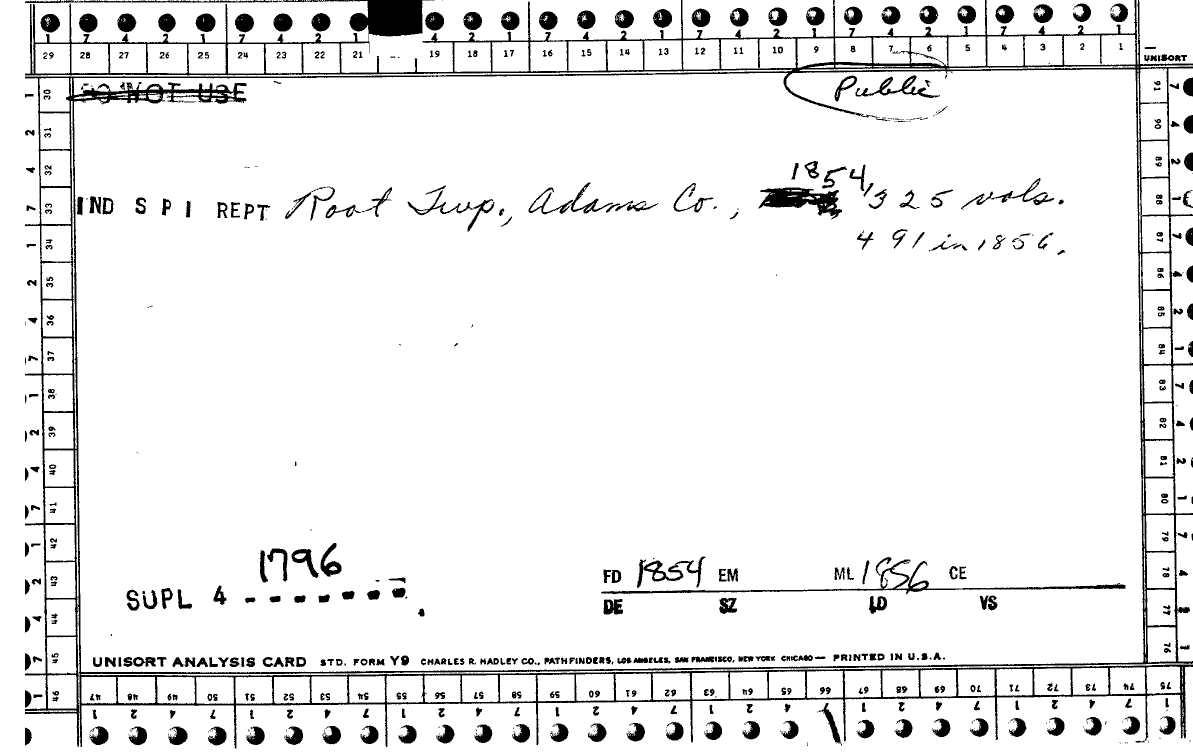 1 7 4 2 1 7 4 2 1 4 2 1 7 4 2 1 7 4 2 1 7 4 2 1 7 4 2 1
29 28 27 26 25 24 23 22 21 19 18 17 16 15 14 13 12 11 10 9 8 7 6 5 4 3 2 1
UNISORT
DO NOT USE
Public
1854,
IND S P I REPT Root Twp., Adams Co., 325 vols.
491 in 1856.
1796
SUPL 4 - - - - - - - .
FD 1854 EM ML 1856 CE
DE SZ LD VS
UNISORT ANALYSIS CARD STD. FORM Y9 CHARLES R. HADLEY CO., PATHFINDERS, LOS ANGELES, SAN FRANCISCO, NEW YORK CHICAGO — PRINTED IN U.S.A.
30 31 32 33 34 35 36 37 38 39 40 41 42 43 44 45 46
47 48 49 50 51 52 53 54 55 56 57 58 59 60 61 62 63 64 65 66 67 68 69 70 71 72 73 74 75
76 77 78 79 80 81 82 83 84 85 86 87 88 89 90 91